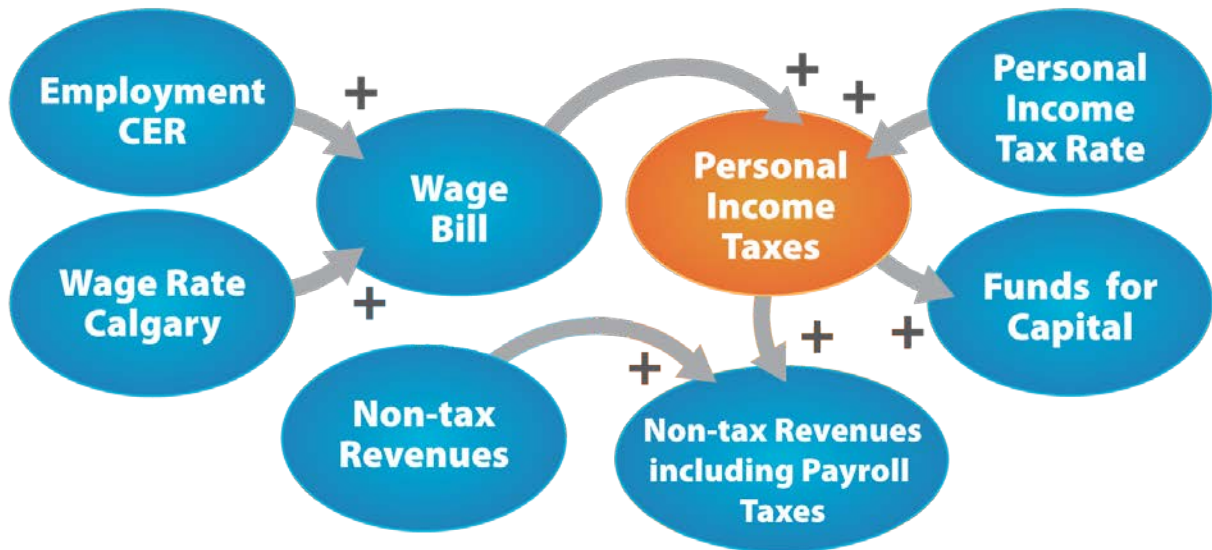 Employment
CER
+
Wage Rate
Calgary
+
Wage
Bill
+
Personal
Income
Taxes
+
Personal
Income
Tax Rate
+
Funds for
Capital
Non-tax
Revenues
+
+
Non-tax Revenues
including Payroll
Taxes